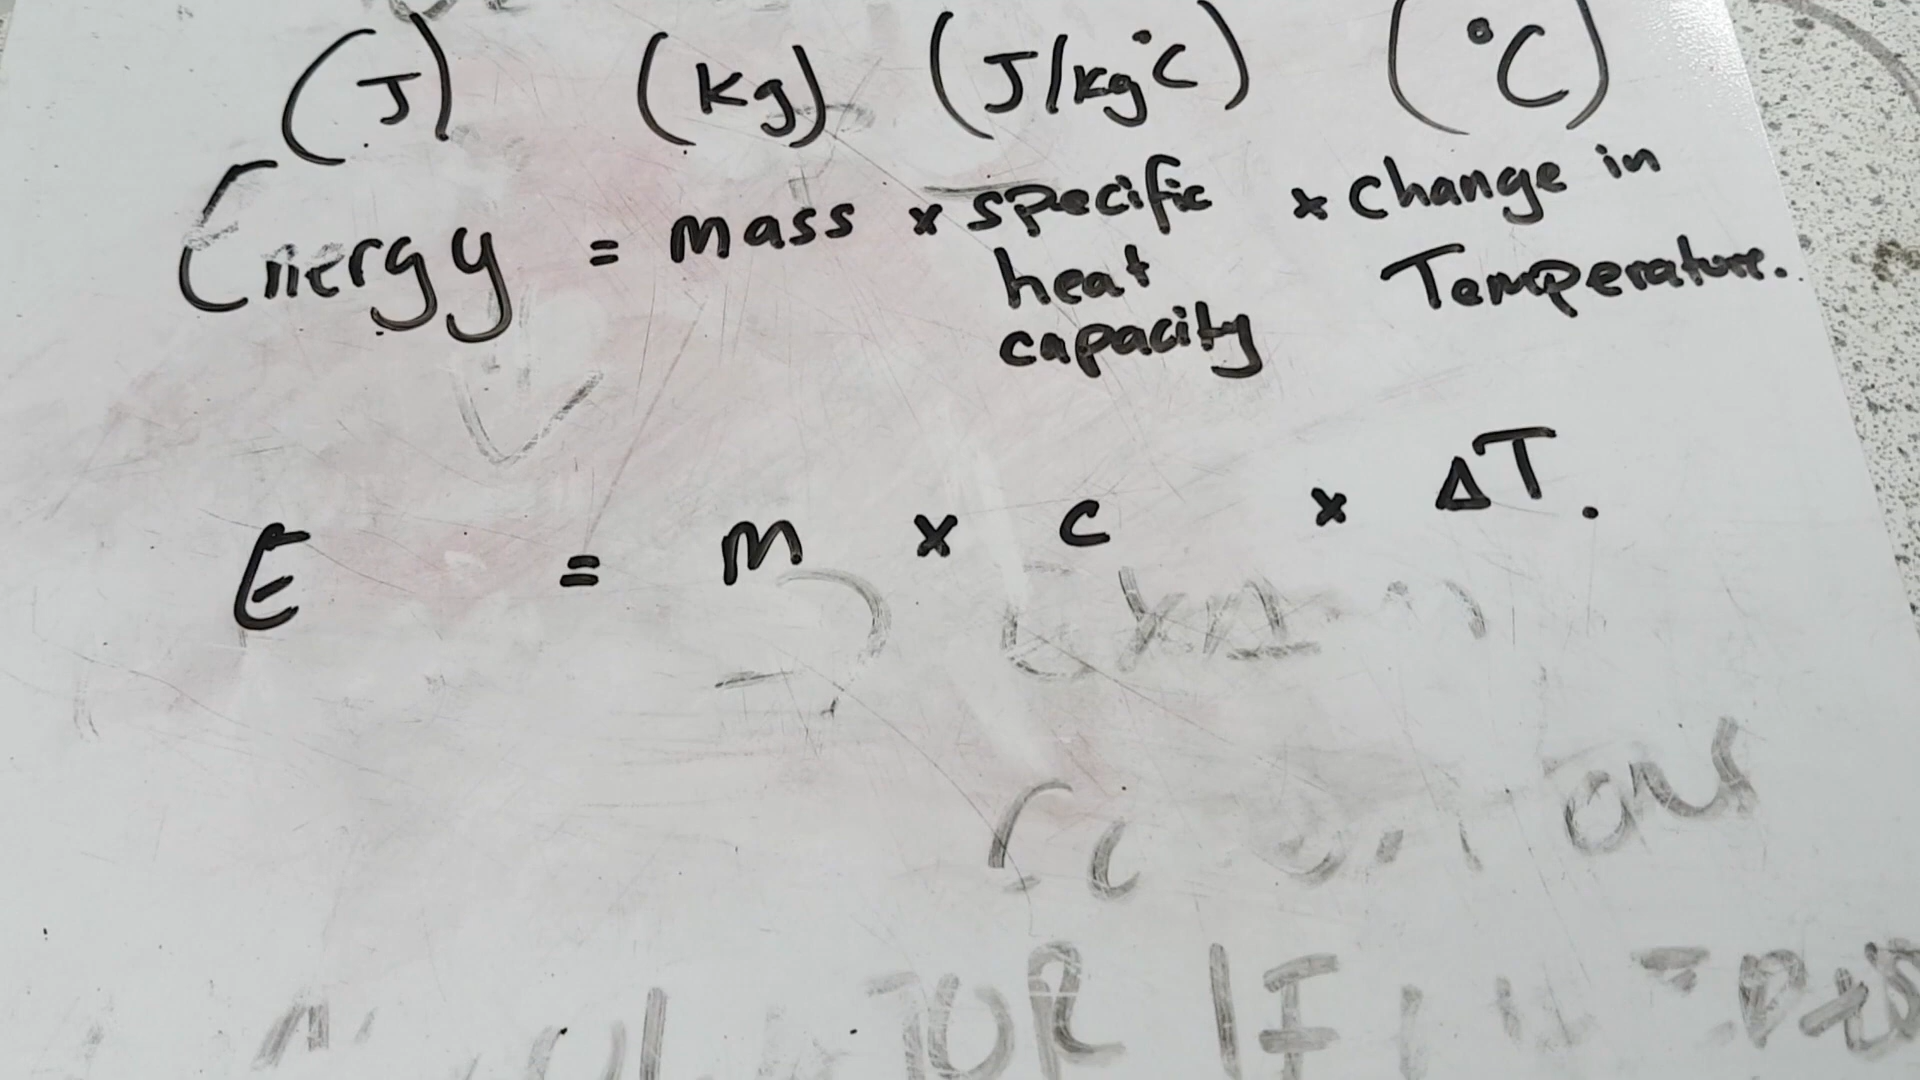 (J) (kg) (J/kg°C) (°C)
Energy = mass × specific heat capacity × change in Temperature.
E = m × c × ΔT.